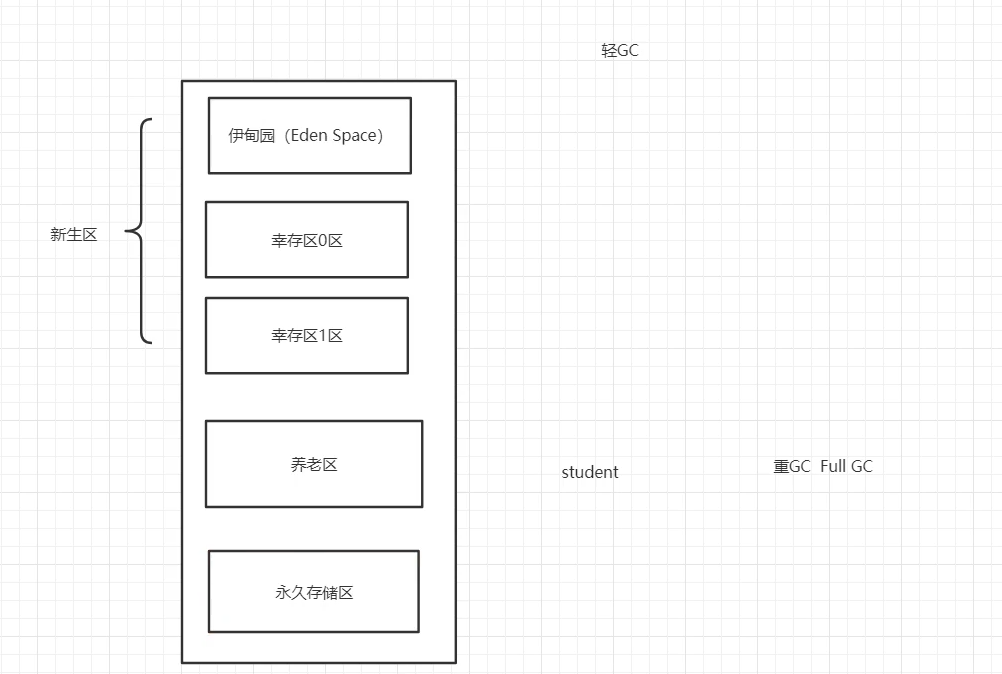 轻GC
伊甸园（Eden Space）
新生区
幸存区0区
幸存区1区
养老区
student
重GC Full GC
永久存储区